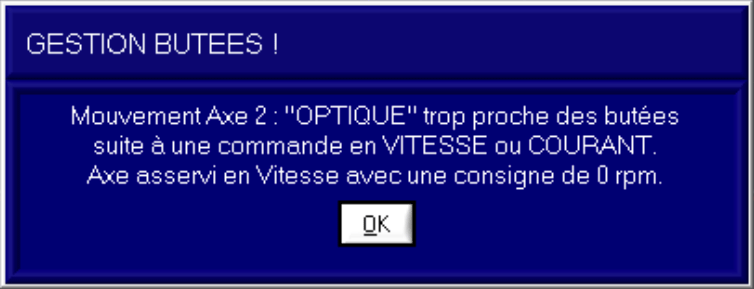 GESTION BUTEES !
Mouvement Axe 2 : "OPTIQUE" trop proche des butées
suite à une commande en VITESSE ou COURANT.
Axe asservi en Vitesse avec une consigne de 0 rpm.
OK